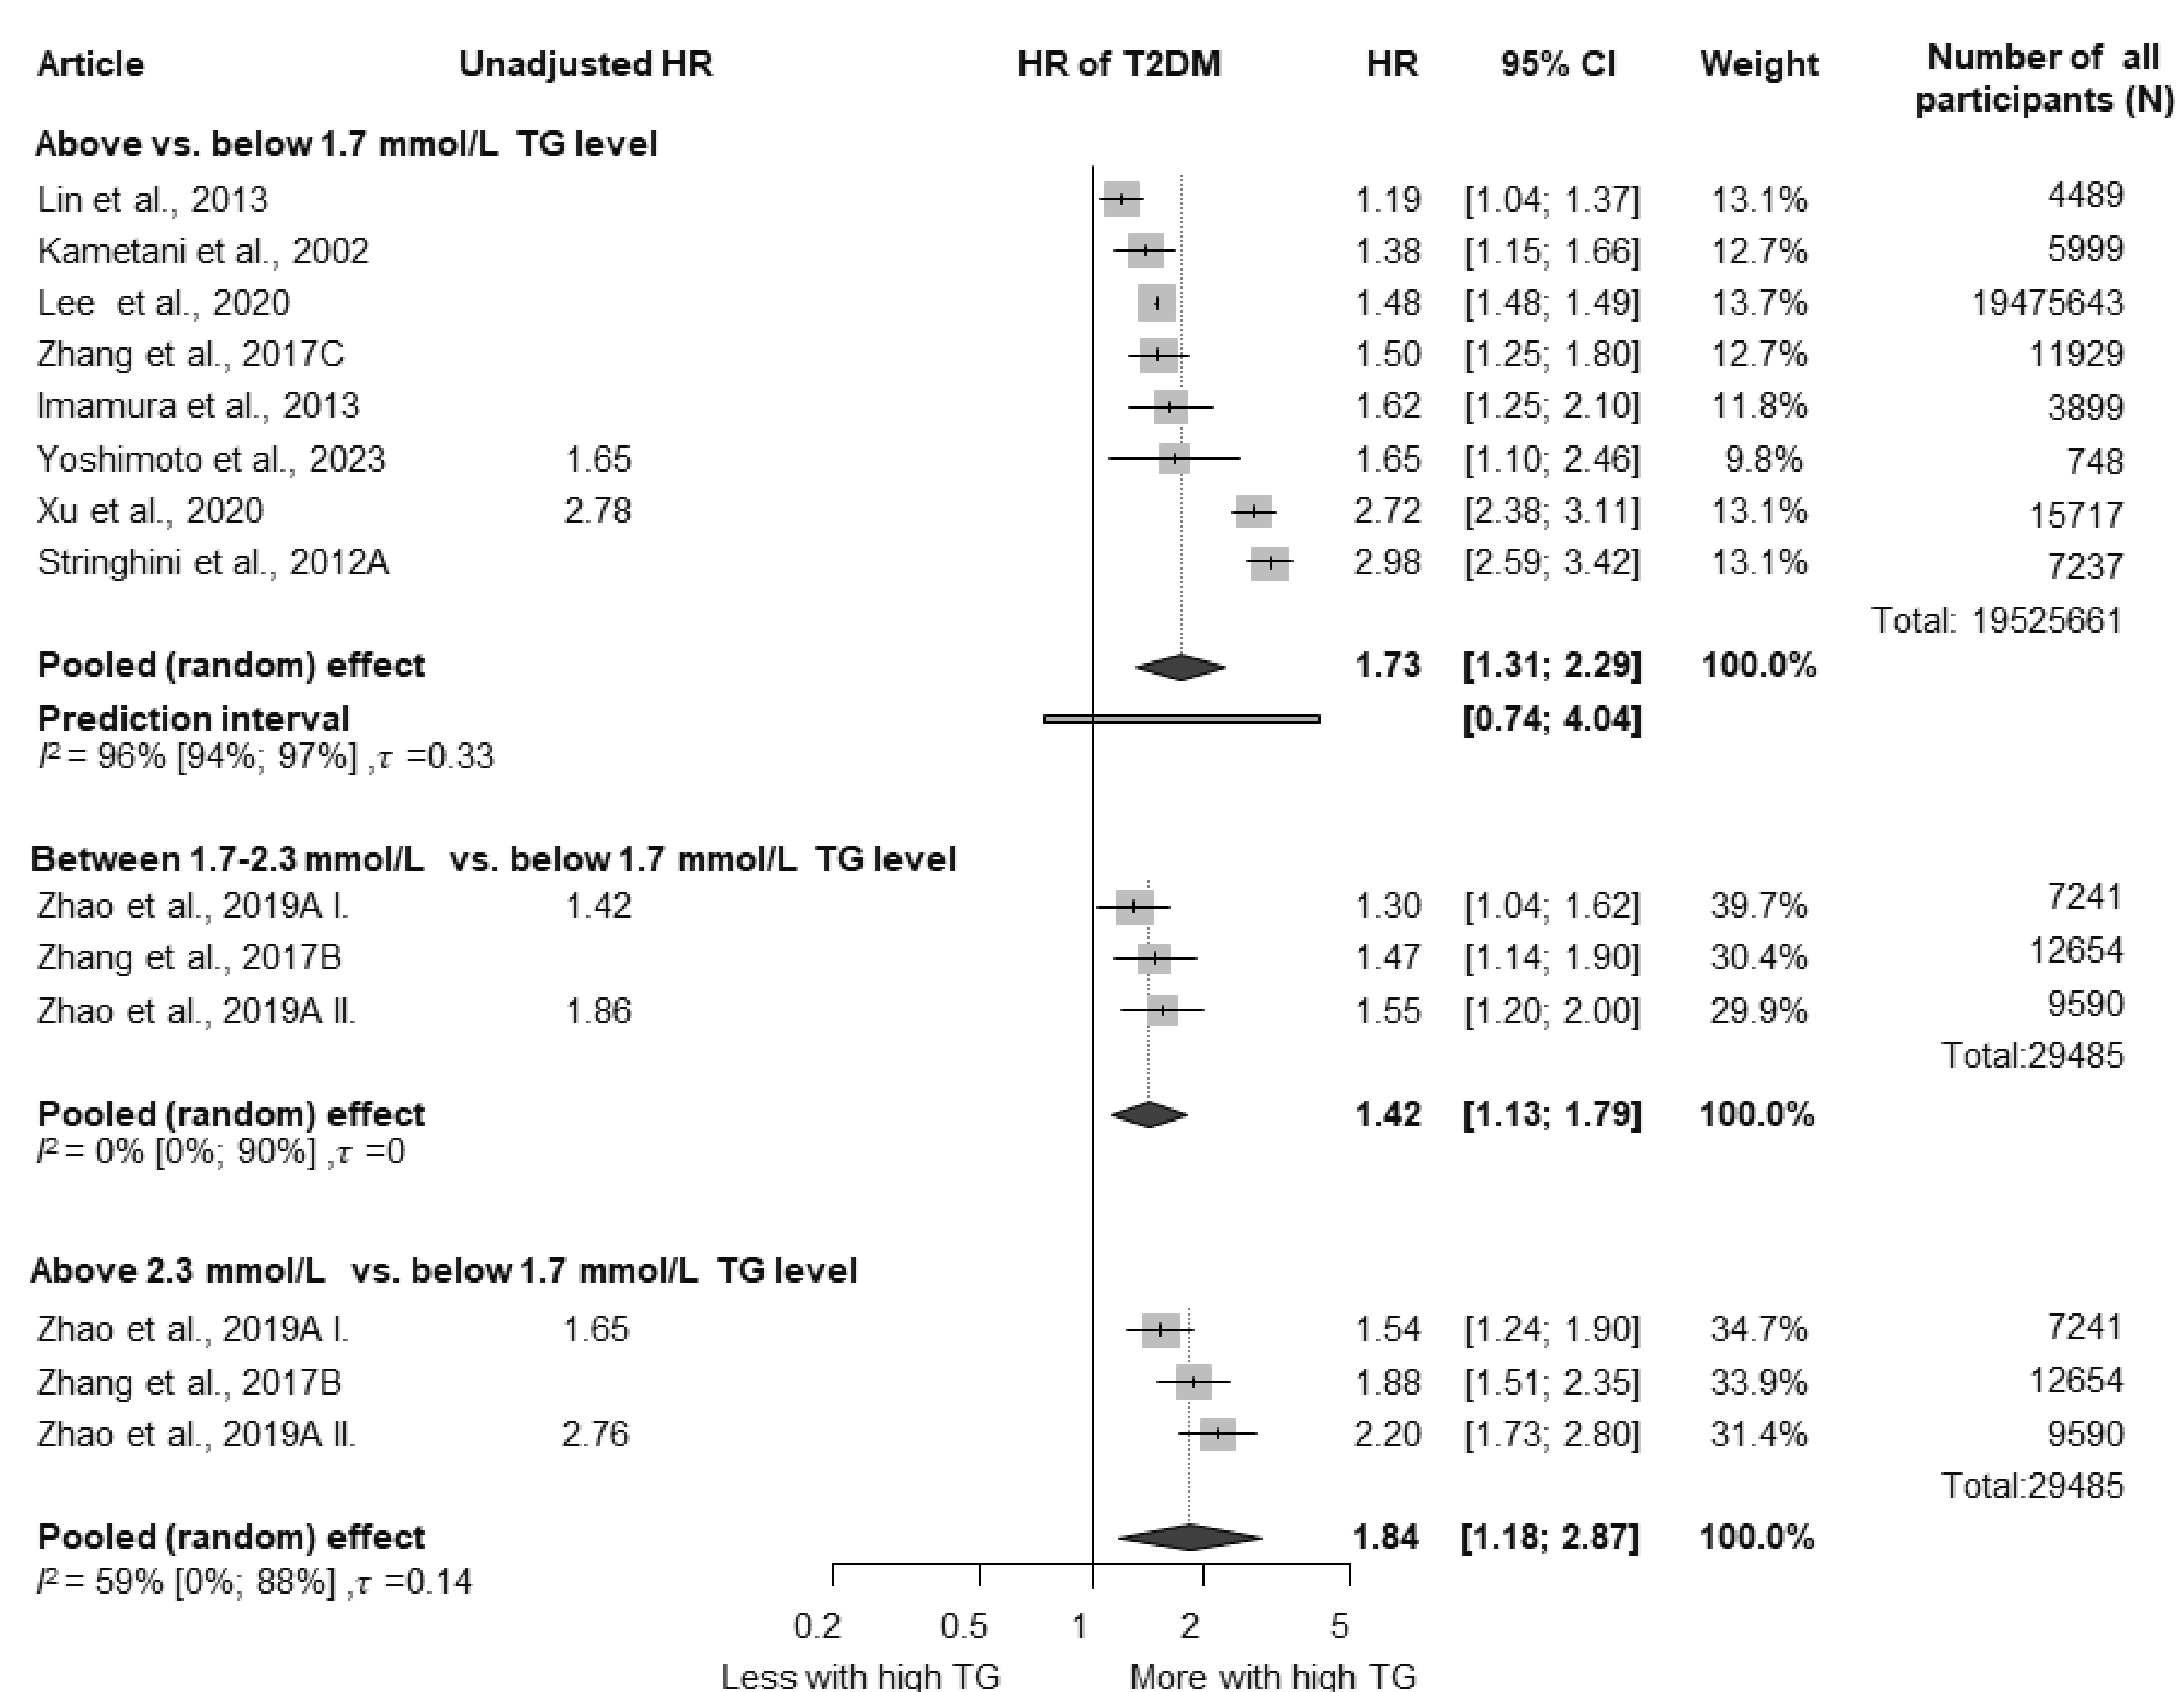 Article Unadjusted HR HR of T2DM HR 95% CI Weight Number of all participants (N)
Above vs. below 1.7 mmol/L TG level
Lin et al., 2013 1.19 [1.04; 1.37] 13.1% 4489
Kametani et al., 2002 1.38 [1.15; 1.66] 12.7% 5999
Lee et al., 2020 1.48 [1.48; 1.49] 13.7% 19475643
Zhang et al., 2017C 1.50 [1.25; 1.80] 12.7% 11929
Imamura et al., 2013 1.62 [1.25; 2.10] 11.8% 3899
Yoshimoto et al., 2023 1.65 1.65 [1.10; 2.46] 9.8% 748
Xu et al., 2020 2.78 2.72 [2.38; 3.11] 13.1% 15717
Stringhini et al., 2012A 2.98 [2.59; 3.42] 13.1% 7237
Total: 19525661
Pooled (random) effect 1.73 [1.31; 2.29] 100.0%
Prediction interval [0.74; 4.04]
I² = 96% [94%; 97%] ,τ =0.33
Between 1.7-2.3 mmol/L vs. below 1.7 mmol/L TG level
Zhao et al., 2019A I. 1.42 1.30 [1.04; 1.62] 39.7% 7241
Zhang et al., 2017B 1.47 [1.14; 1.90] 30.4% 12654
Zhao et al., 2019A II. 1.86 1.55 [1.20; 2.00] 29.9% 9590
Total:29485
Pooled (random) effect 1.42 [1.13; 1.79] 100.0%
I² = 0% [0%; 90%] ,τ =0
Above 2.3 mmol/L vs. below 1.7 mmol/L TG level
Zhao et al., 2019A I. 1.65 1.54 [1.24; 1.90] 34.7% 7241
Zhang et al., 2017B 1.88 [1.51; 2.35] 33.9% 12654
Zhao et al., 2019A II. 2.76 2.20 [1.73; 2.80] 31.4% 9590
Total:29485
Pooled (random) effect 1.84 [1.18; 2.87] 100.0%
I² = 59% [0%; 88%] ,τ =0.14
0.2 0.5 1 2 5
Less with high TG More with high TG